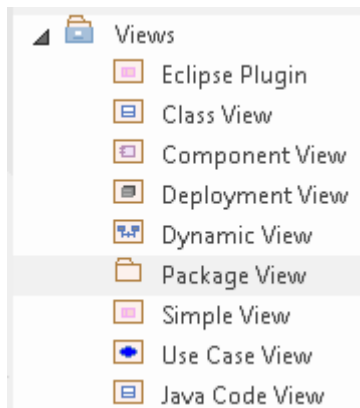 Views
Eclipse Plugin
Class View
Component View
Deployment View
Dynamic View
Package View
Simple View
Use Case View
Java Code View